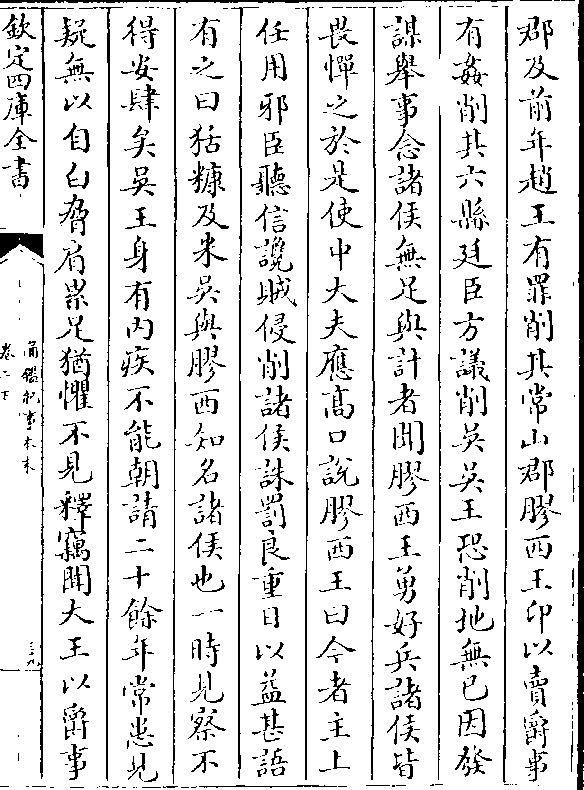 郡及前年趙王有罪削其常山郡膠西王卬以賣爵事
有姦削其六縣廷臣方議削吳吳王恐削地無已因發
謀舉事念諸侯無足與計者聞膠西王勇好兵諸侯皆
畏憚之於是使中大夫應高口說膠西王曰今者主上
任用邪臣聽信讒賊侵削諸侯誅罰良重日以益甚語
有之曰狧糠及米吳與膠西知名諸侯也一時見察不
得安肆矣吳王身有内疾不能朝請二十餘年常患見
疑無以自白脅肩累足猶懼不見釋竊聞大王以爵事
欽定四庫全書
通鑑紀事本末
卷二下
三九